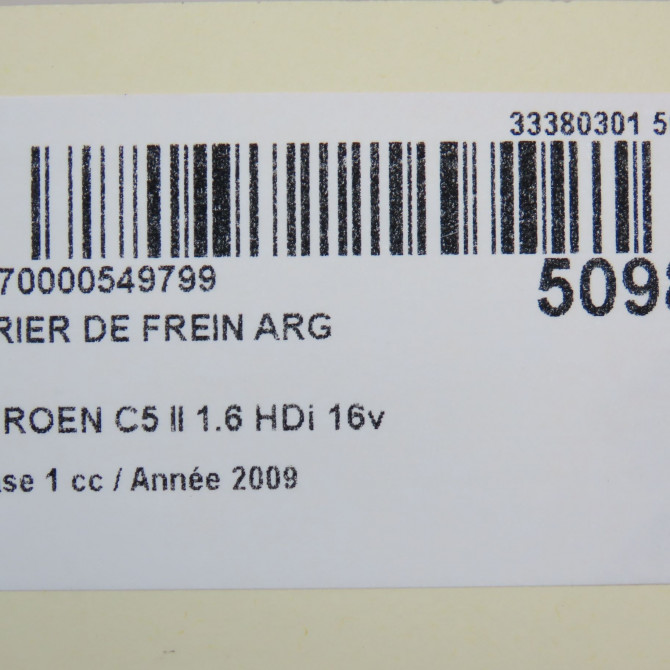 33380301 5
70000549799
509
RIER DE FREIN ARG
ROEN C5 II 1.6 HDi 16v
se 1 cc / Année 2009